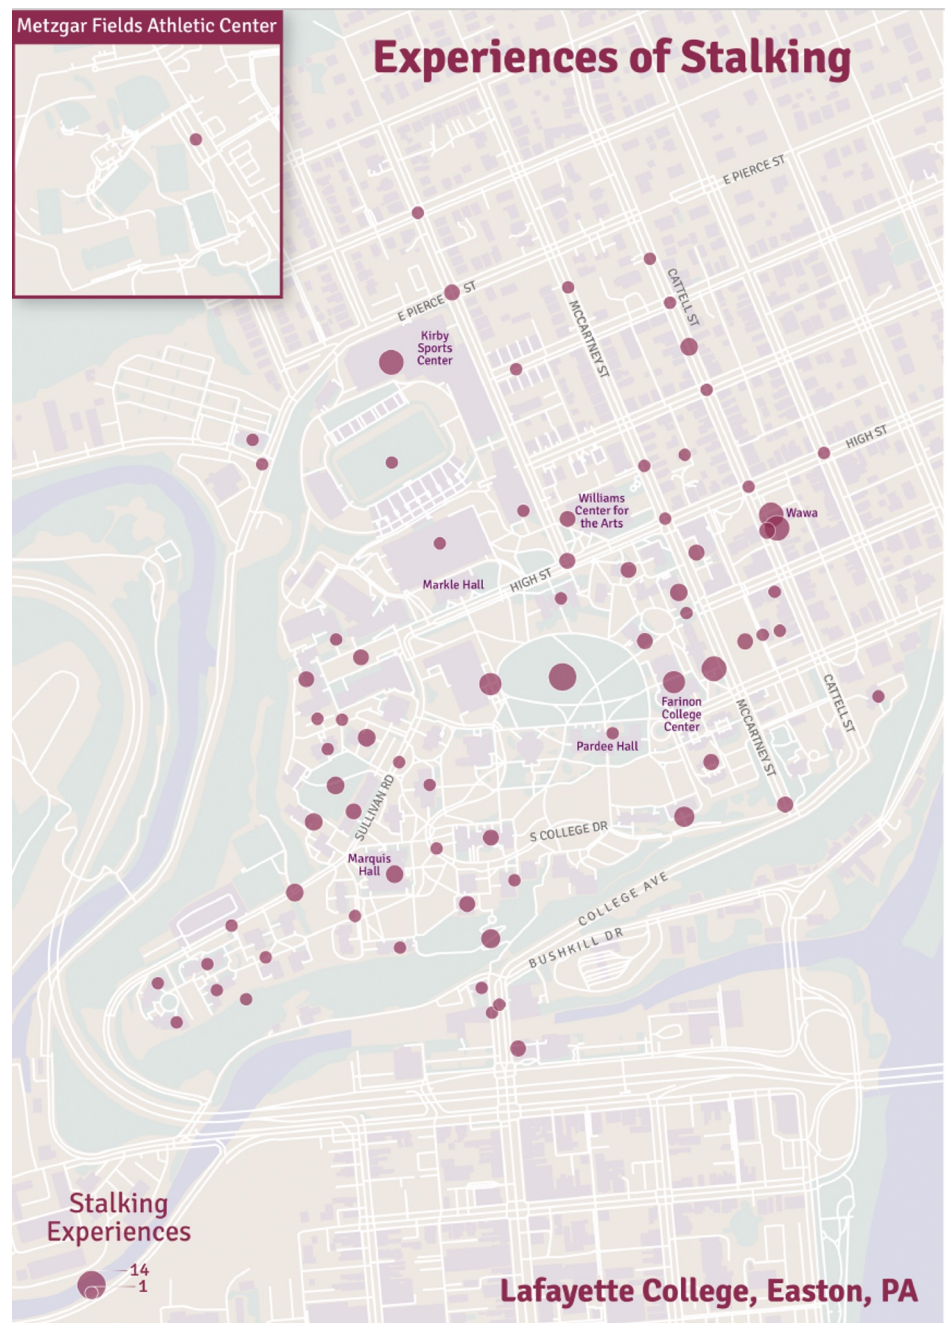 Metzgar Fields Athletic Center
Experiences of Stalking
E PIERCE ST
CATTELL ST
E PIERCE ST
MCCARTNEY ST
Kirby
Sports
Center
HIGH ST
Williams
Center for
the Arts
Wawa
Markle Hall
HIGH ST
Farinon
College
Center
MCCARTNEY ST
CATTELL ST
Pardee Hall
SULLIVAN RD
S COLLEGE DR
Marquis
Hall
COLLEGE AVE
BUSHKILL DR
Stalking
Experiences
14
1
Lafayette College, Easton, PA